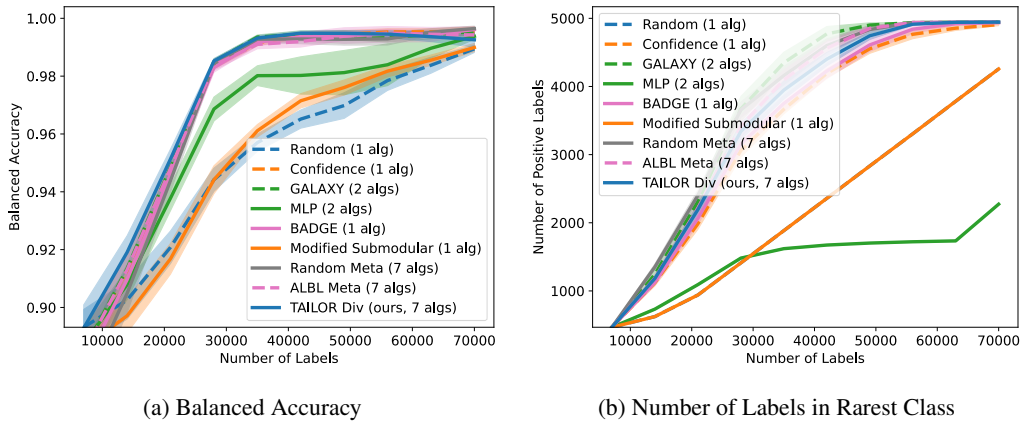 1.00
0.98
0.96
0.94
0.92
0.90
Balanced Accuracy
Random (1 alg)
Confidence (1 alg)
GALAXY (2 algs)
MLP (2 algs)
BADGE (1 alg)
Modified Submodular (1 alg)
Random Meta (7 algs)
ALBL Meta (7 algs)
TAILOR Div (ours, 7 algs)
10000 20000 30000 40000 50000 60000 70000
Number of Labels
(a) Balanced Accuracy
5000
4000
3000
2000
1000
Number of Positive Labels
Random (1 alg)
Confidence (1 alg)
GALAXY (2 algs)
MLP (2 algs)
BADGE (1 alg)
Modified Submodular (1 alg)
Random Meta (7 algs)
ALBL Meta (7 algs)
TAILOR Div (ours, 7 algs)
10000 20000 30000 40000 50000 60000 70000
Number of Labels
(b) Number of Labels in Rarest Class